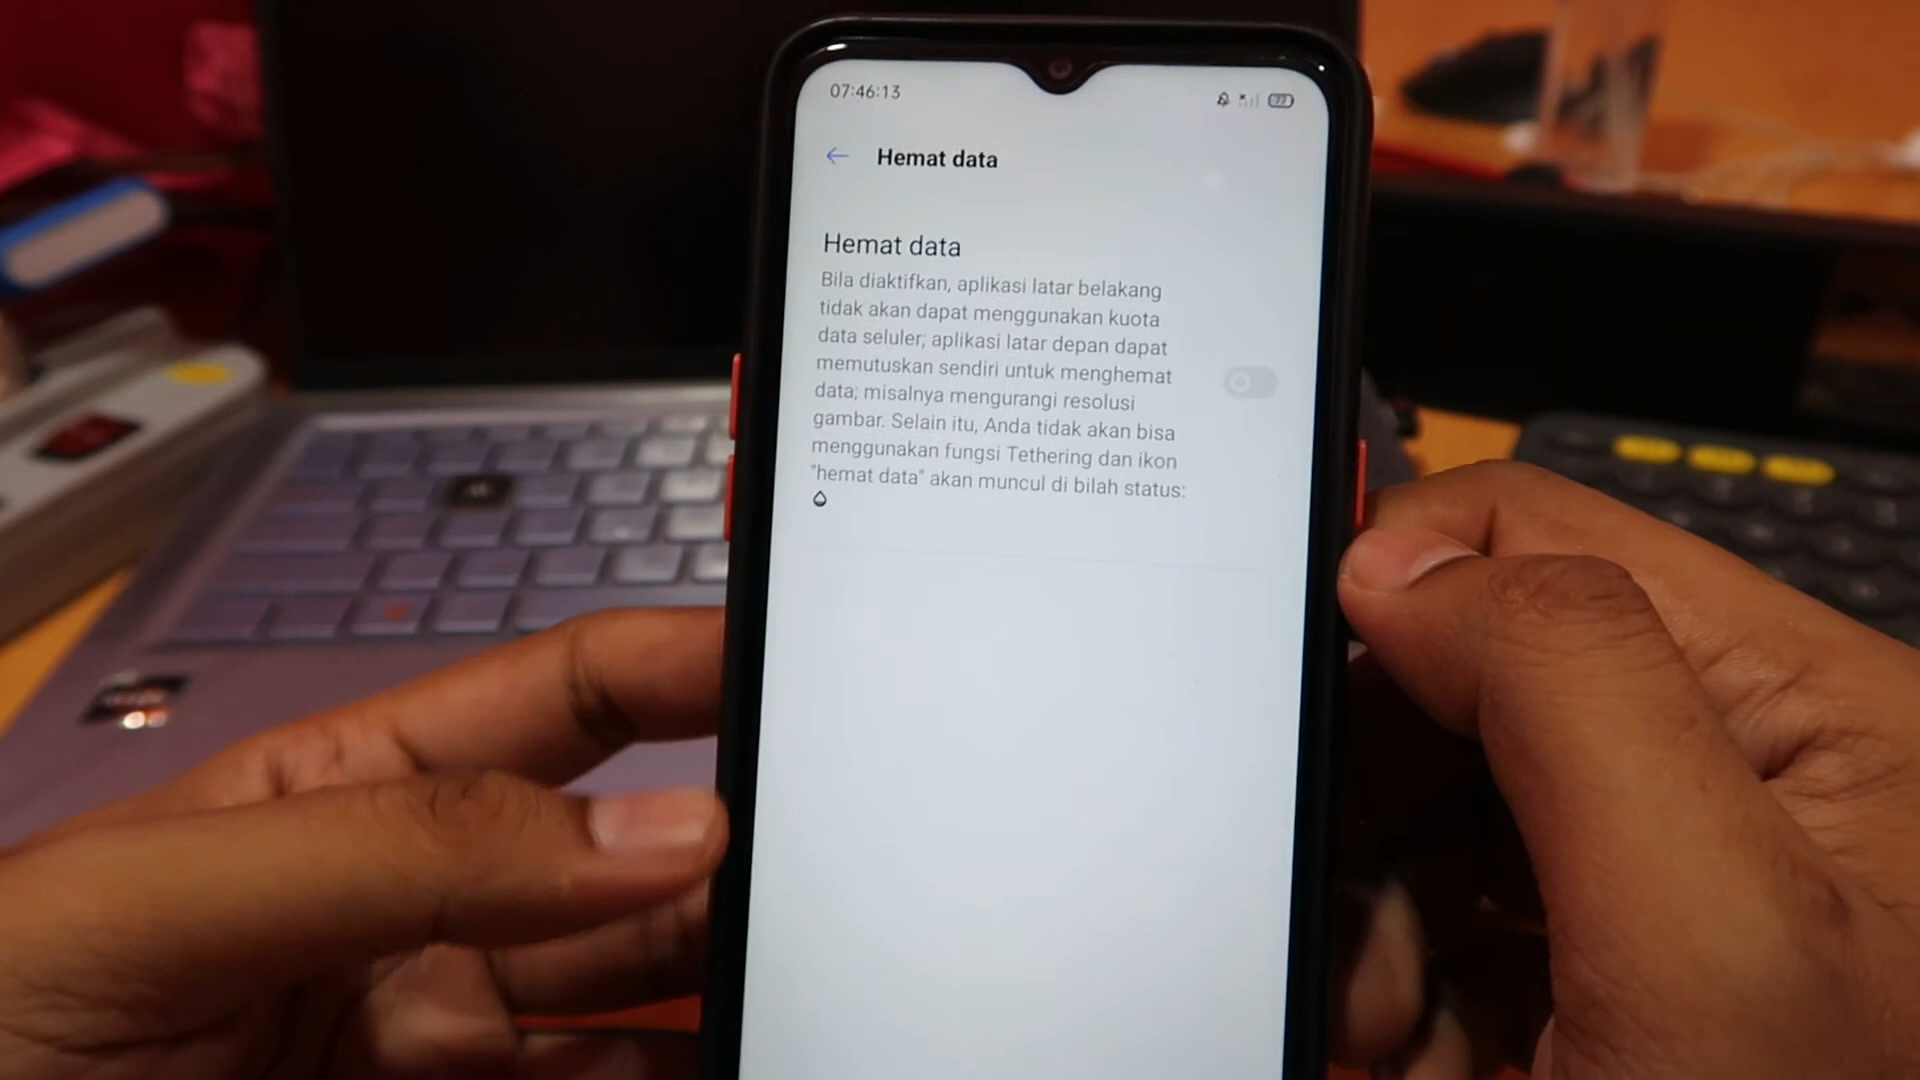 07:46:13
77
Hemat data
Hemat data
Bila diaktifkan, aplikasi latar belakang
tidak akan dapat menggunakan kuota
data seluler; aplikasi latar depan dapat
memutuskan sendiri untuk menghemat
data; misalnya mengurangi resolusi
gambar. Selain itu, Anda tidak akan bisa
menggunakan fungsi Tethering dan ikon
"hemat data" akan muncul di bilah status: